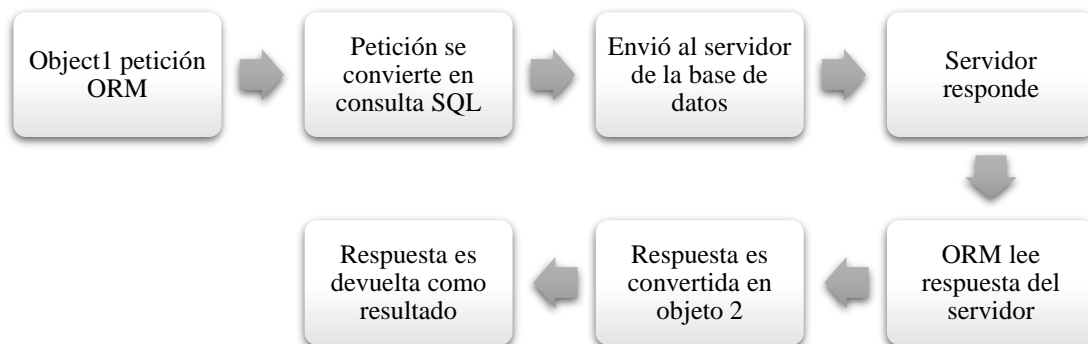 Object1 petición
ORM
Petición se
convierte en
consulta SQL
Envió al servidor
de la base de
datos
Servidor
responde
ORM lee
respuesta del
servidor
Respuesta es
convertida en
objeto 2
Respuesta es
devuelta como
resultado